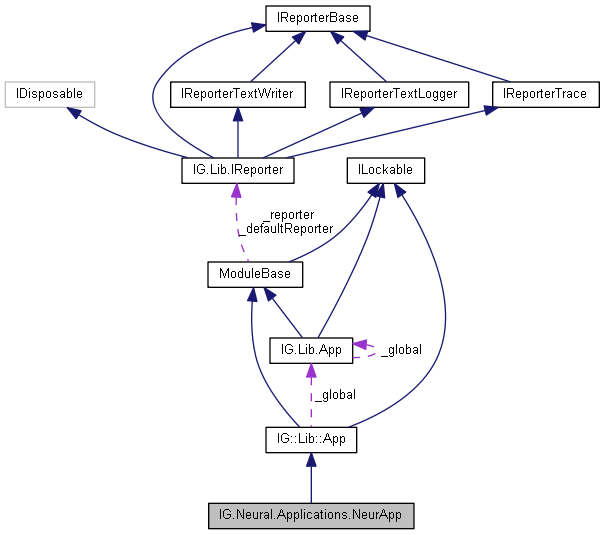 IReporterBase
IDisposable
IReporterTextWriter
IReporterTextLogger
IReporterTrace
IG.Lib.IReporter
ILockable
_reporter
_defaultReporter
ModuleBase
IG.Lib.App
_global
_global
IG::Lib::App
IG.Neural.Applications.NeurApp